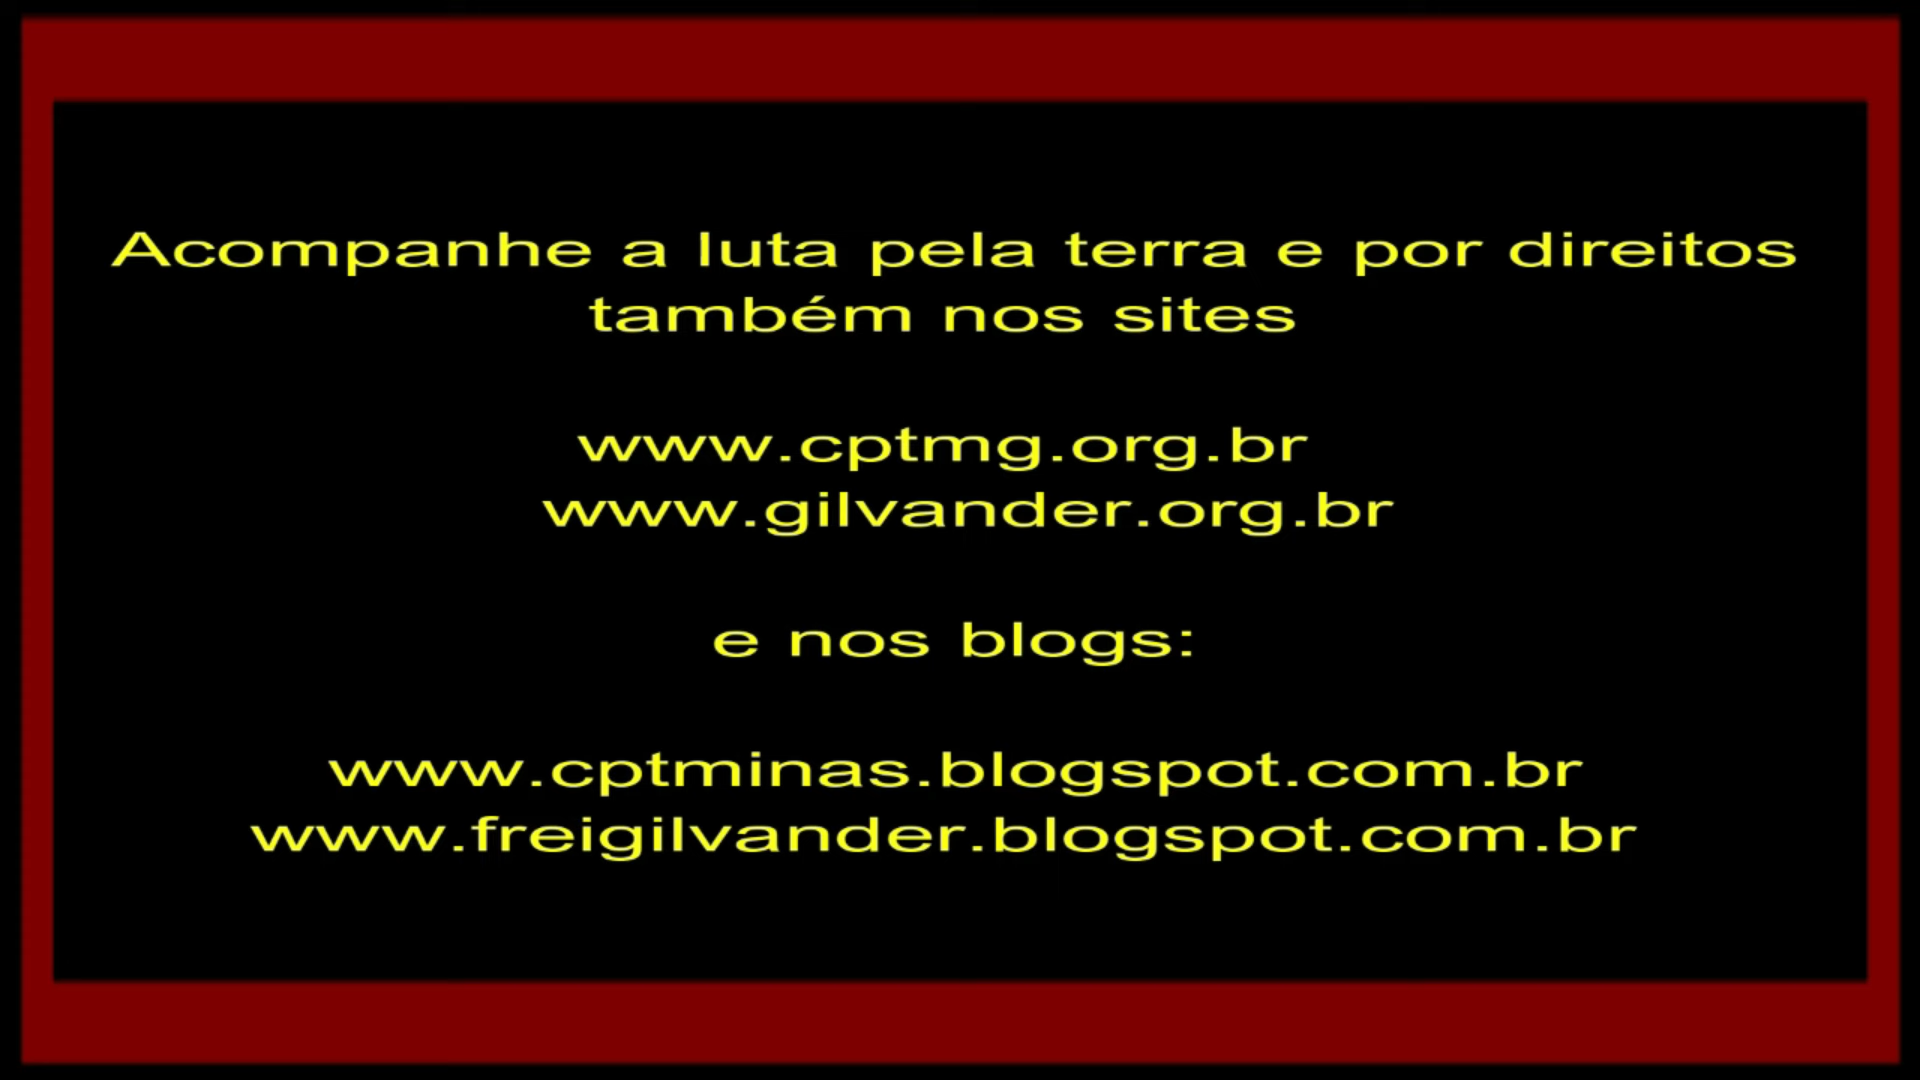 Acompanhe a luta pela terra e por direitos
também nos sites
www.cptmg.org.br
www.gilvander.org.br
e nos blogs:
www.cptminas.blogspot.com.br
www.freigilvander.blogspot.com.br